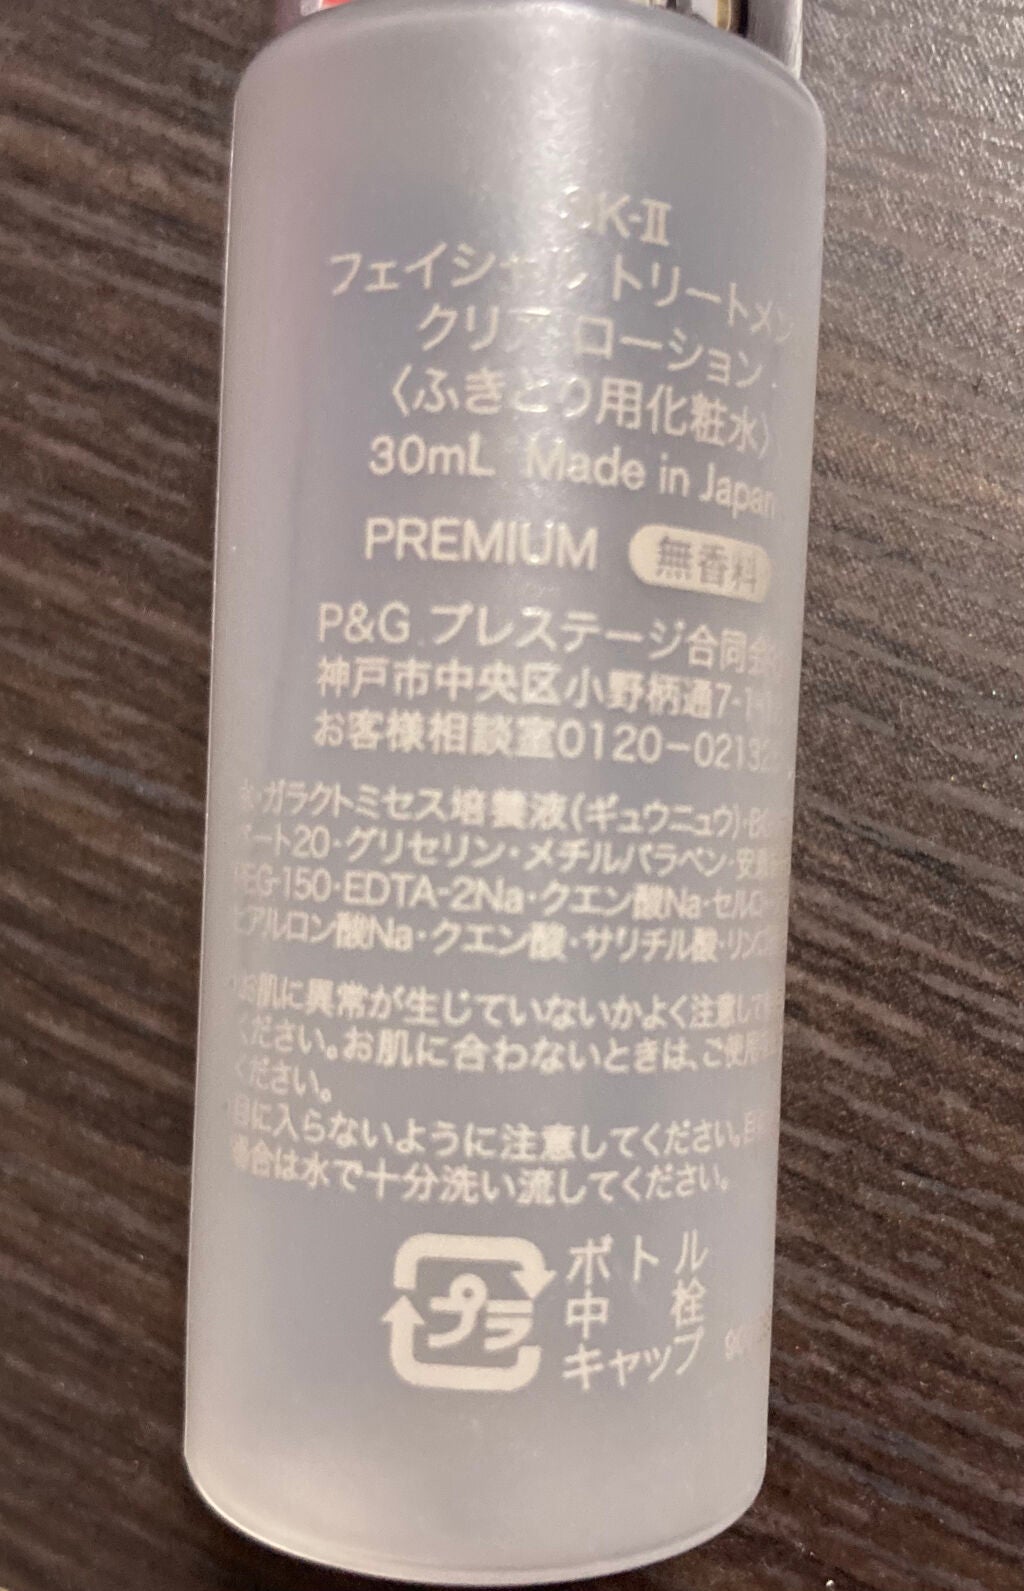 K-II
フェイシャル トリートメン
クリア ローション
〈ふきとり用化粧水〉
30mL Made in Japan
PREMIUM 無香料
P&G プレステージ合同会
神戸市中央区小野柄通7-1-
お客様相談室0120-02132
水・ガラクトミセス培養液(ギュウニュウ)・
ート20・グリセリン・メチルパラベン・安息
PEG-150・EDTA-2Na・クエン酸Na・セルロ
ヒアルロン酸Na・クエン酸・サリチル酸・リンゴ
お肌に異常が生じていないかよく注意して
ください。お肌に合わないときは、ご使用
ください。
目に入らないように注意してください。目
場合は水で十分洗い流してください。
プラ
ボトル
中栓
キャップ